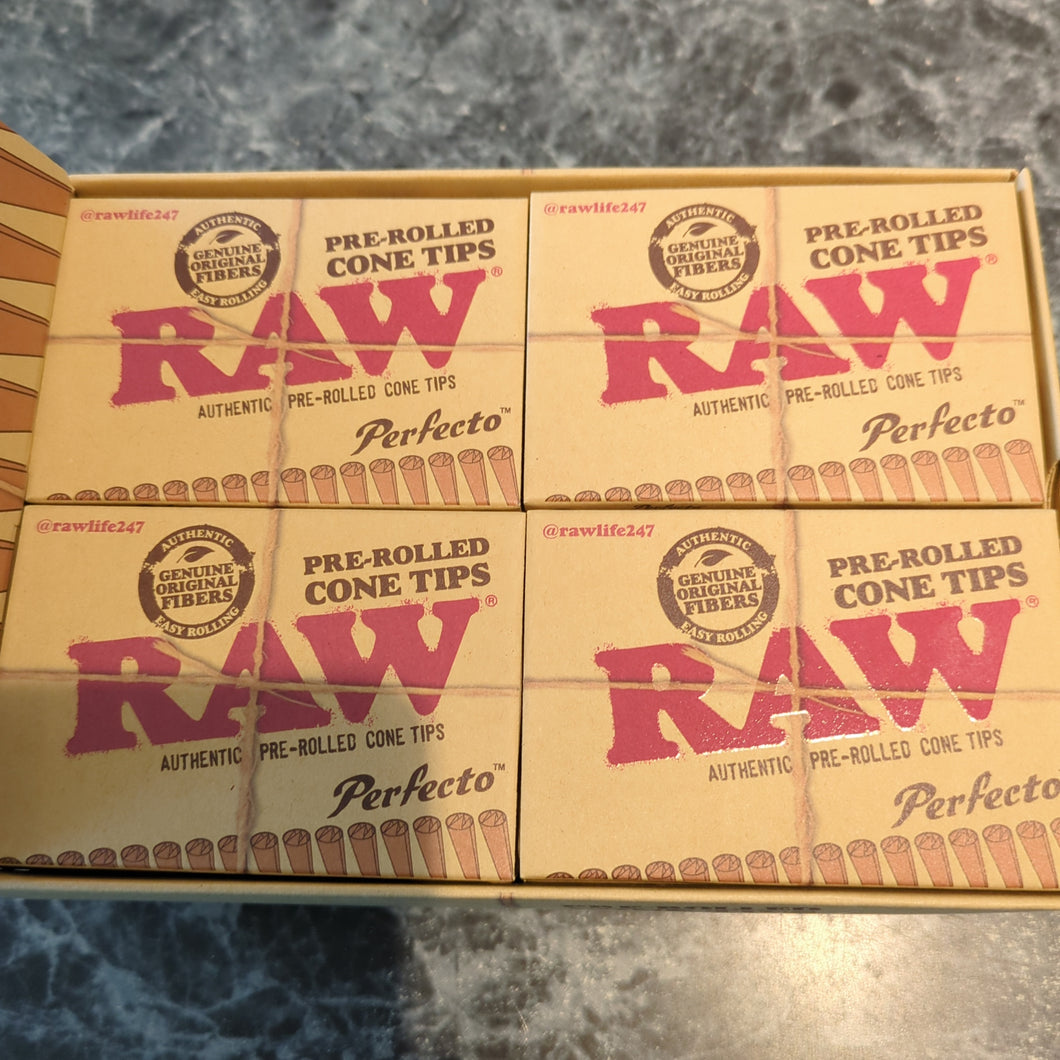 @rawlife247
AUTHENTIC
GENUINE
ORIGINAL
FIBERS
EASY ROLLING
PRE-ROLLED
CONE TIPS
RAW®
AUTHENTIC PRE-ROLLED CONE TIPS
Perfecto™
@rawlife247
AUTHENTIC
GENUINE
ORIGINAL
FIBERS
EASY ROLLING
PRE-ROLLED
CONE TIPS
RAW®
AUTHENTIC PRE-ROLLED CONE TIPS
Perfecto™
@rawlife247
AUTHENTIC
GENUINE
ORIGINAL
FIBERS
EASY ROLLING
PRE-ROLLED
CONE TIPS
RAW®
AUTHENTIC PRE-ROLLED CONE TIPS
Perfecto™
@rawlife247
AUTHENTIC
GENUINE
ORIGINAL
FIBERS
EASY ROLLING
PRE-ROLLED
CONE TIPS
RAW®
AUTHENTIC PRE-ROLLED CONE TIPS
Perfecto